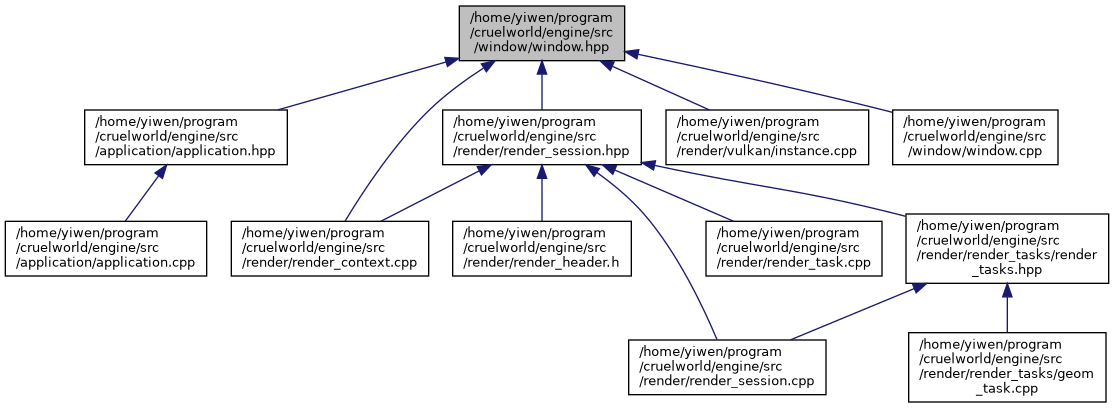 /home/yiwen/program
/cruelworld/engine/src
/window/window.hpp
/home/yiwen/program
/cruelworld/engine/src
/application/application.hpp
/home/yiwen/program
/cruelworld/engine/src
/render/render_session.hpp
/home/yiwen/program
/cruelworld/engine/src
/render/vulkan/instance.cpp
/home/yiwen/program
/cruelworld/engine/src
/window/window.cpp
/home/yiwen/program
/cruelworld/engine/src
/application/application.cpp
/home/yiwen/program
/cruelworld/engine/src
/render/render_context.cpp
/home/yiwen/program
/cruelworld/engine/src
/render/render_header.h
/home/yiwen/program
/cruelworld/engine/src
/render/render_task.cpp
/home/yiwen/program
/cruelworld/engine/src
/render/render_tasks/render
_tasks.hpp
/home/yiwen/program
/cruelworld/engine/src
/render/render_session.cpp
/home/yiwen/program
/cruelworld/engine/src
/render/render_tasks/geom
_task.cpp